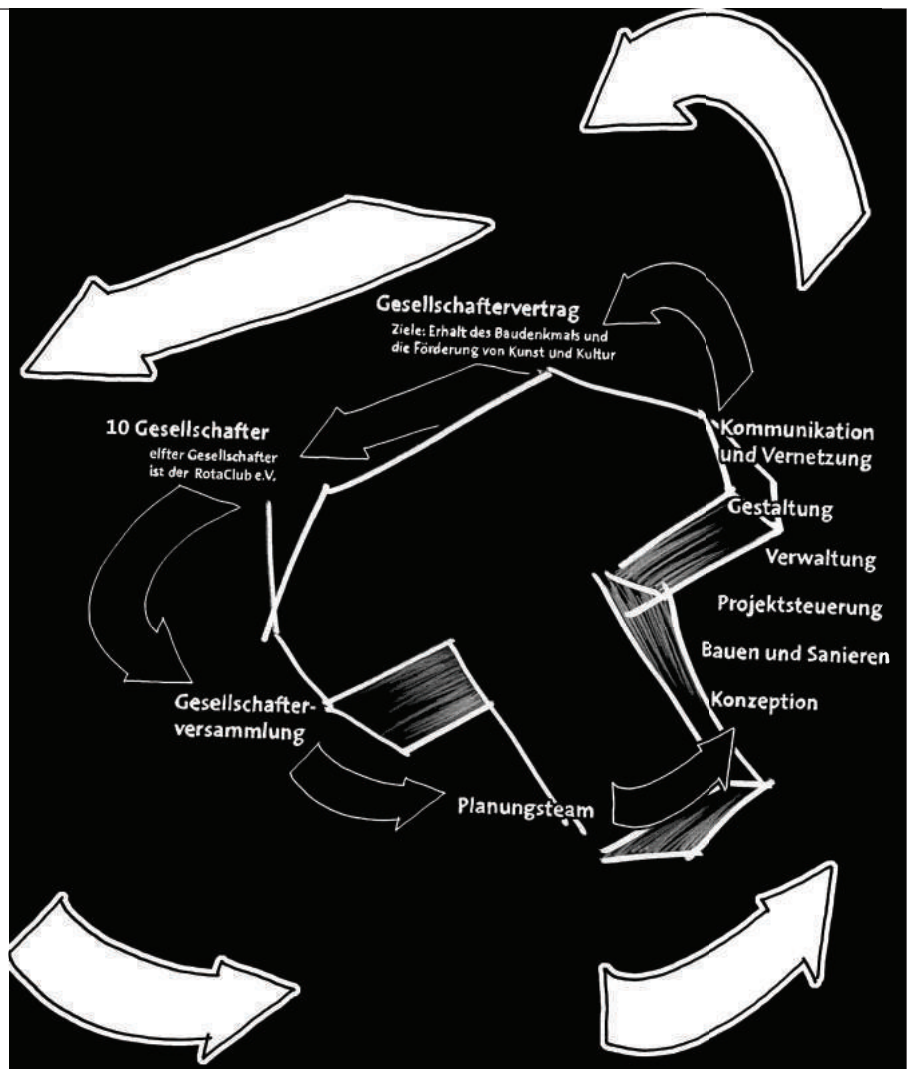 Gesellschaftervertrag
Ziele: Erhalt des Baudenkmals und
die Förderung von Kunst und Kultur
10 Gesellschafter
elfter Gesellschafter
ist der RotaClub e.V.
Kommunikation
und Vernetzung
Gestaltung
Verwaltung
Projektsteuerung
Bauen und Sanieren
Konzeption
Gesellschafter-
versammlung
Planungsteam